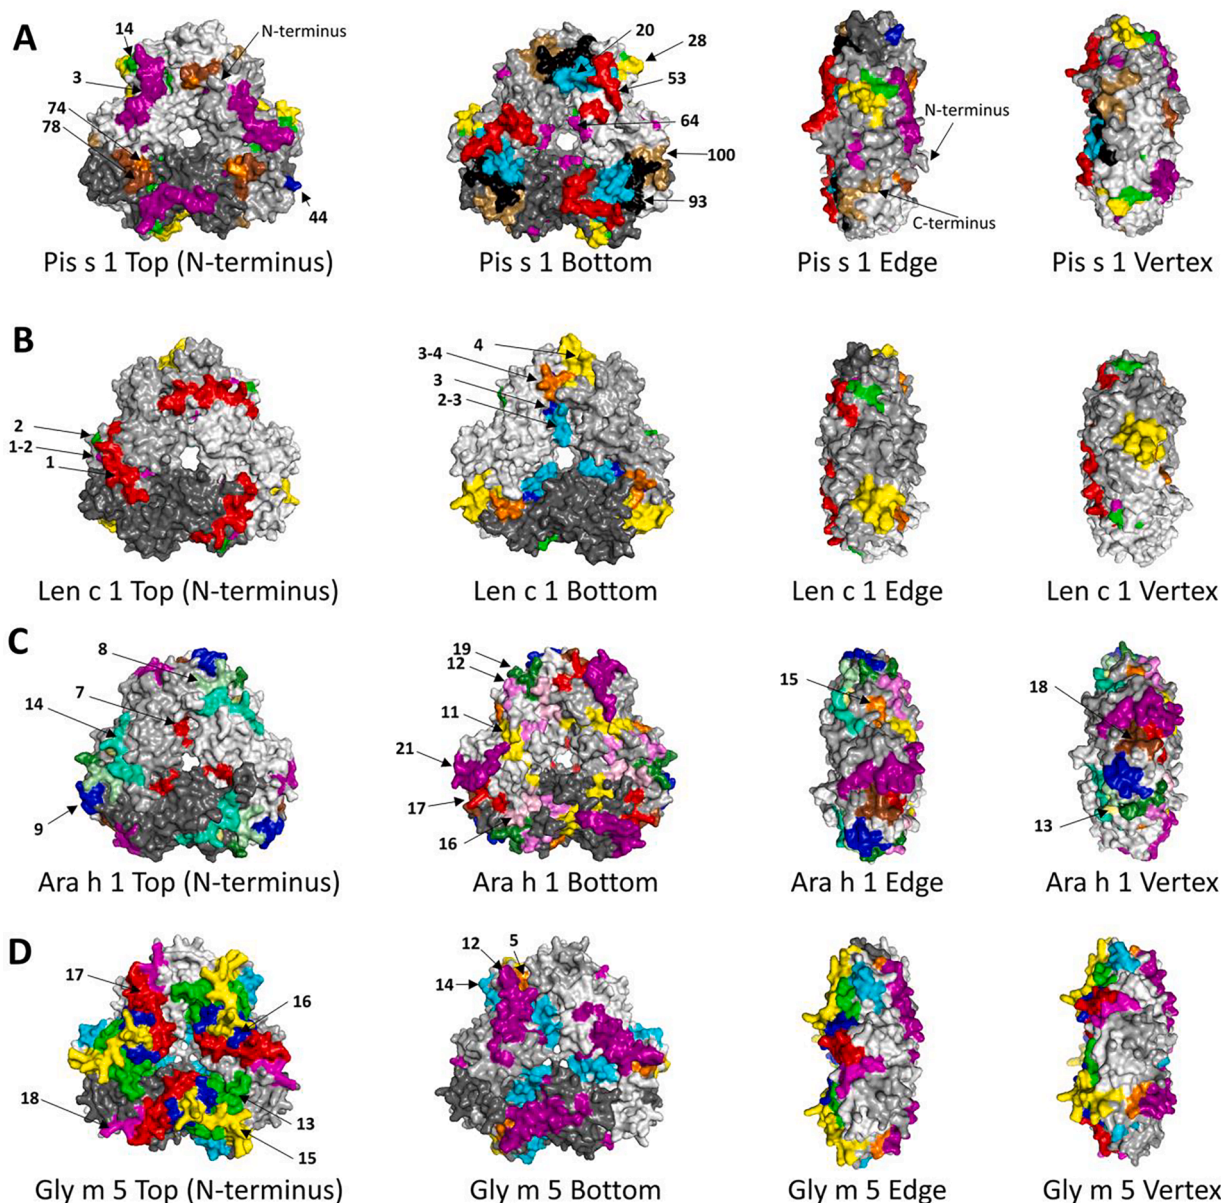 A
14
N-terminus
3
74
78
44
20
28
53
64
100
93
N-terminus
C-terminus
Pis s 1 Top (N-terminus)
Pis s 1 Bottom
Pis s 1 Edge
Pis s 1 Vertex
B
2
1-2
1
4
3-4
3
2-3
Len c 1 Top (N-terminus)
Len c 1 Bottom
Len c 1 Edge
Len c 1 Vertex
C
8
7
14
9
19
12
11
21
17
16
15
18
13
Ara h 1 Top (N-terminus)
Ara h 1 Bottom
Ara h 1 Edge
Ara h 1 Vertex
D
17
16
18
13
15
12
5
14
Gly m 5 Top (N-terminus)
Gly m 5 Bottom
Gly m 5 Edge
Gly m 5 Vertex